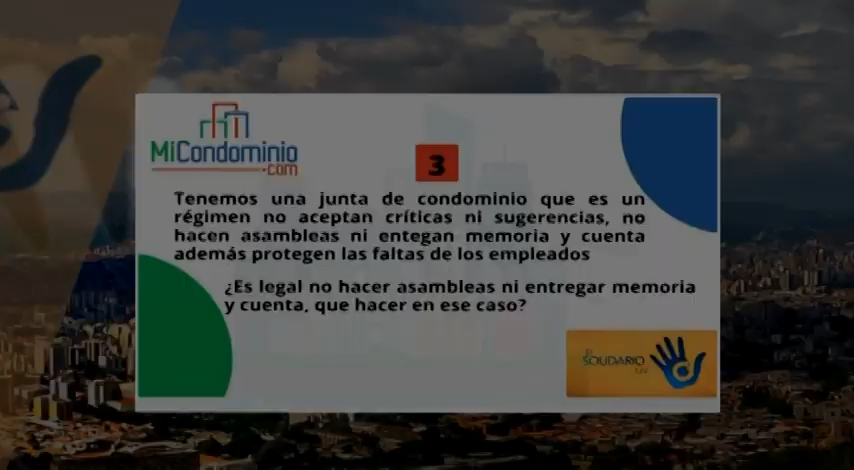 MiCondominio
.com
3
Tenemos una junta de condominio que es un
régimen no aceptan críticas ni sugerencias, no
hacen asambleas ni entegan memoria y cuenta
además protegen las faltas de los empleados
¿Es legal no hacer asambleas ni entregar memoria
y cuenta, que hacer en ese caso?
SOLIDARIO